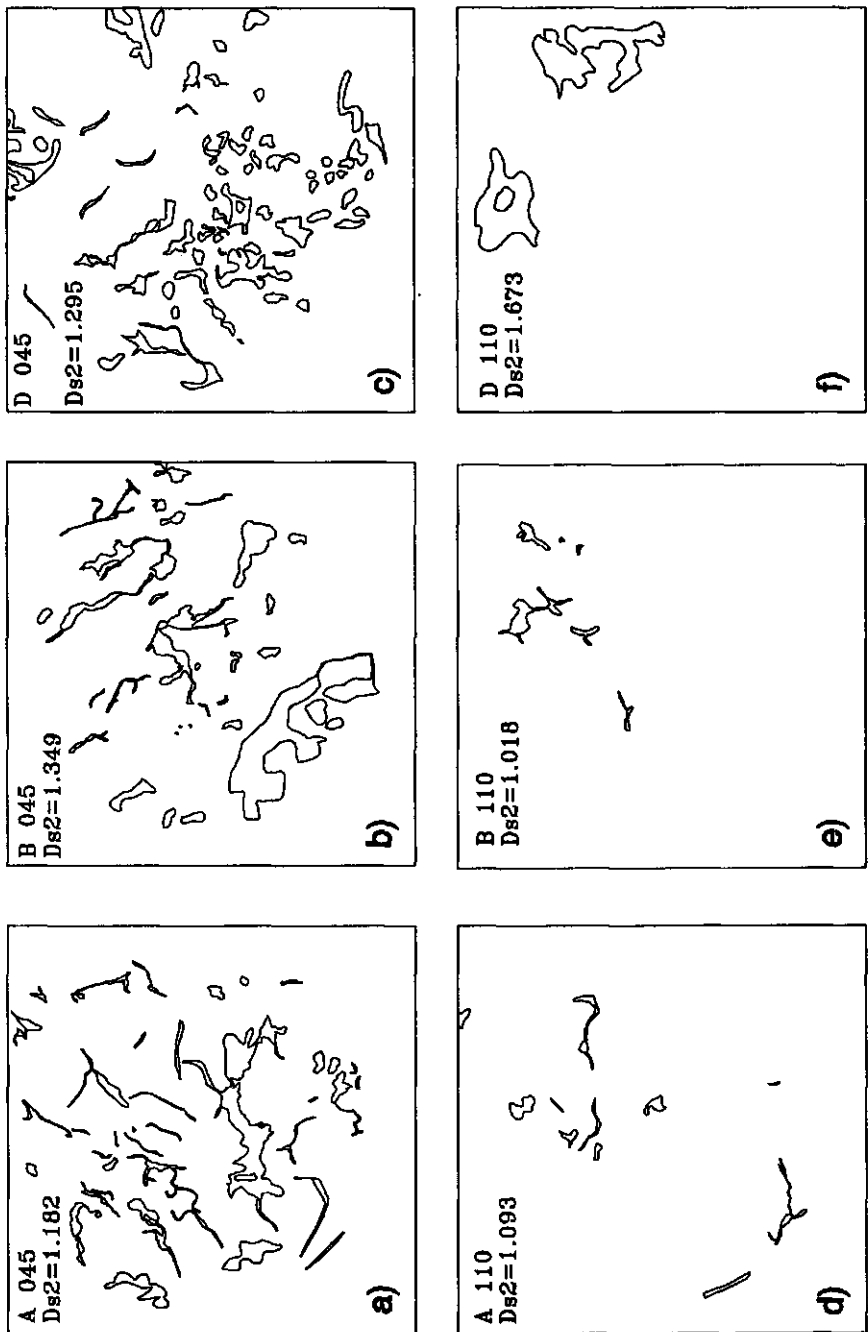 A 045
Ds2=1.182
a)
B 045
Ds2=1.349
b)
D 045
Ds2=1.295
c)
A 110
Ds2=1.093
d)
B 110
Ds2=1.018
e)
D 110
Ds2=1.673
f)